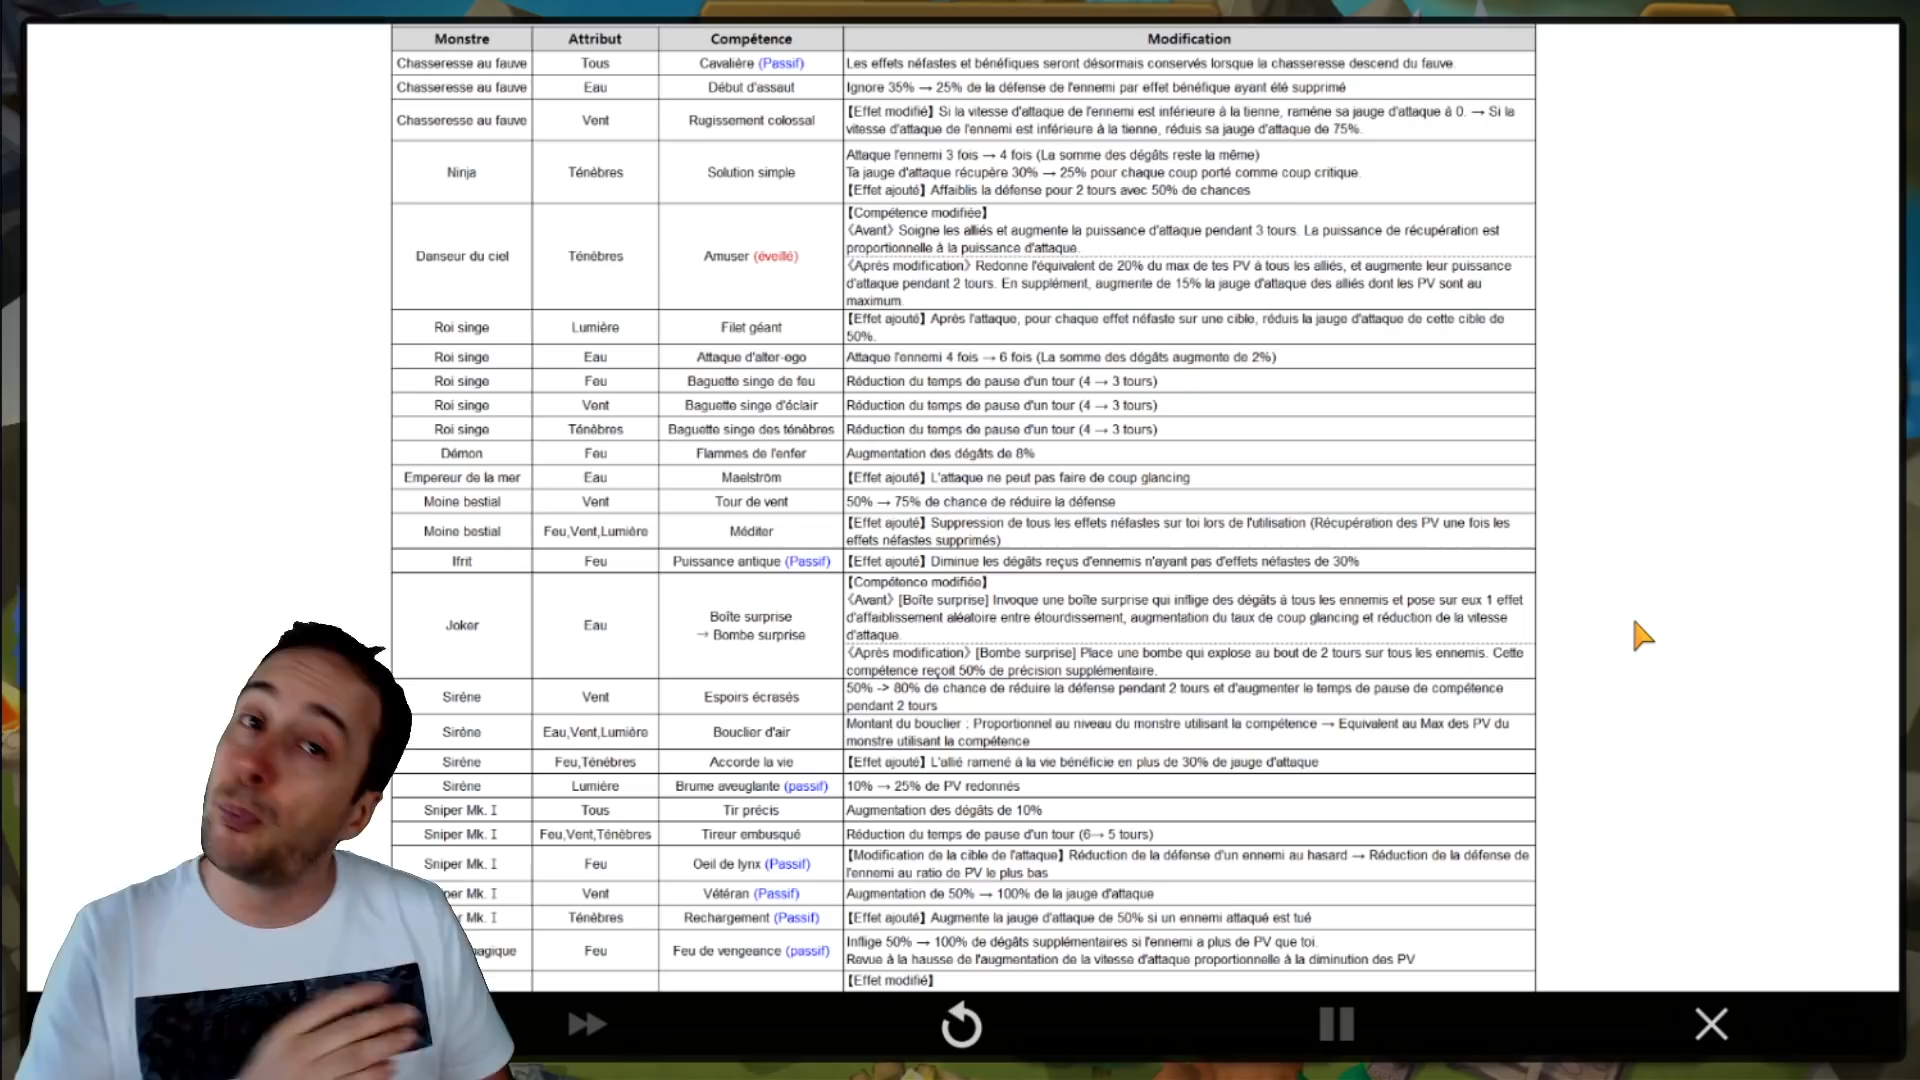 Monstre Attribut Compétence Modification
Chasseresse au fauve Tous Cavalière (Passif) Les effets néfastes et bénéfiques seront désormais conservés lorsque la chasseresse descend du fauve
Chasseresse au fauve Eau Début d'assaut Ignore 35% → 25% de la défense de l'ennemi par effet bénéfique ayant été supprimé
Chasseresse au fauve Vent Rugissement colossal 【Effet modifié】 Si la vitesse d'attaque de l'ennemi est inférieure à la tienne, ramène sa jauge d'attaque à 0. → Si la
vitesse d'attaque de l'ennemi est inférieure à la tienne, réduis sa jauge d'attaque de 75%.
Ninja Ténèbres Solution simple Attaque l'ennemi 3 fois → 4 fois (La somme des dégâts reste la même)
Ta jauge d'attaque récupère 30% → 25% pour chaque coup porté comme coup critique.
【Effet ajouté】 Affaiblis la défense pour 2 tours avec 50% de chances
Danseur du ciel Ténèbres Amuser (éveillé) 【Compétence modifiée】
《Avant》 Soigne les alliés et augmente la puissance d'attaque pendant 3 tours. La puissance de récupération est
proportionnelle à la puissance d'attaque.
《Après modification》 Redonne l'équivalent de 20% du max de tes PV à tous les alliés, et augmente leur puissance
d'attaque pendant 2 tours. En supplément, augmente de 15% la jauge d'attaque des alliés dont les PV sont au
maximum.
Roi singe Lumière Filet géant 【Effet ajouté】 Après l'attaque, pour chaque effet néfaste sur une cible, réduis la jauge d'attaque de cette cible de
50%.
Roi singe Eau Attaque d'alter-ego Attaque l'ennemi 4 fois → 6 fois (La somme des dégâts augmente de 2%)
Roi singe Feu Baguette singe de feu Réduction du temps de pause d'un tour (4 → 3 tours)
Roi singe Vent Baguette singe d'éclair Réduction du temps de pause d'un tour (4 → 3 tours)
Roi singe Ténèbres Baguette singe des ténèbres Réduction du temps de pause d'un tour (4 → 3 tours)
Démon Feu Flammes de l'enfer Augmentation des dégâts de 8%
Empereur de la mer Eau Maelström 【Effet ajouté】 L'attaque ne peut pas faire de coup glancing
Moine bestial Vent Tour de vent 50% → 75% de chance de réduire la défense
Moine bestial Feu,Vent,Lumière Méditer 【Effet ajouté】 Suppression de tous les effets néfastes sur toi lors de l'utilisation (Récupération des PV une fois les
effets néfastes supprimés)
Ifrit Feu Puissance antique (Passif) 【Effet ajouté】 Diminue les dégâts reçus d'ennemis n'ayant pas d'effets néfastes de 30%
Joker Eau Boîte surprise
→ Bombe surprise 【Compétence modifiée】
《Avant》 [Boîte surprise] Invoque une boîte surprise qui inflige des dégâts à tous les ennemis et pose sur eux 1 effet
d'affaiblissement aléatoire entre étourdissement, augmentation du taux de coup glancing et réduction de la vitesse
d'attaque.
《Après modification》 [Bombe surprise] Place une bombe qui explose au bout de 2 tours sur tous les ennemis. Cette
compétence reçoit 50% de précision supplémentaire.
Sirène Vent Espoirs écrasés 50% -> 80% de chance de réduire la défense pendant 2 tours et d'augmenter le temps de pause de compétence
pendant 2 tours
Sirène Eau,Vent,Lumière Bouclier d'air Montant du bouclier : Proportionnel au niveau du monstre utilisant la compétence → Equivalent au Max des PV du
monstre utilisant la compétence
Sirène Feu,Ténèbres Accorde la vie 【Effet ajouté】 L'allié ramené à la vie bénéficie en plus de 30% de jauge d'attaque
Sirène Lumière Brume aveuglante (passif) 10% → 25% de PV redonnés
Sniper Mk. I Tous Tir précis Augmentation des dégâts de 10%
Sniper Mk. I Feu,Vent,Ténèbres Tireur embusqué Réduction du temps de pause d'un tour (6→ 5 tours)
Sniper Mk. I Feu Oeil de lynx (Passif) 【Modification de la cible de l'attaque】 Réduction de la défense d'un ennemi au hasard → Réduction de la défense de
l'ennemi au ratio de PV le plus bas
per Mk. I Vent Vétéran (Passif) Augmentation de 50% → 100% de la jauge d'attaque
r Mk. I Ténèbres Rechargement (Passif) 【Effet ajouté】 Augmente la jauge d'attaque de 50% si un ennemi attaqué est tué
agique Feu Feu de vengeance (passif) Inflige 50% → 100% de dégâts supplémentaires si l'ennemi a plus de PV que toi.
Revue à la hausse de l'augmentation de la vitesse d'attaque proportionnelle à la diminution des PV
【Effet modifié】